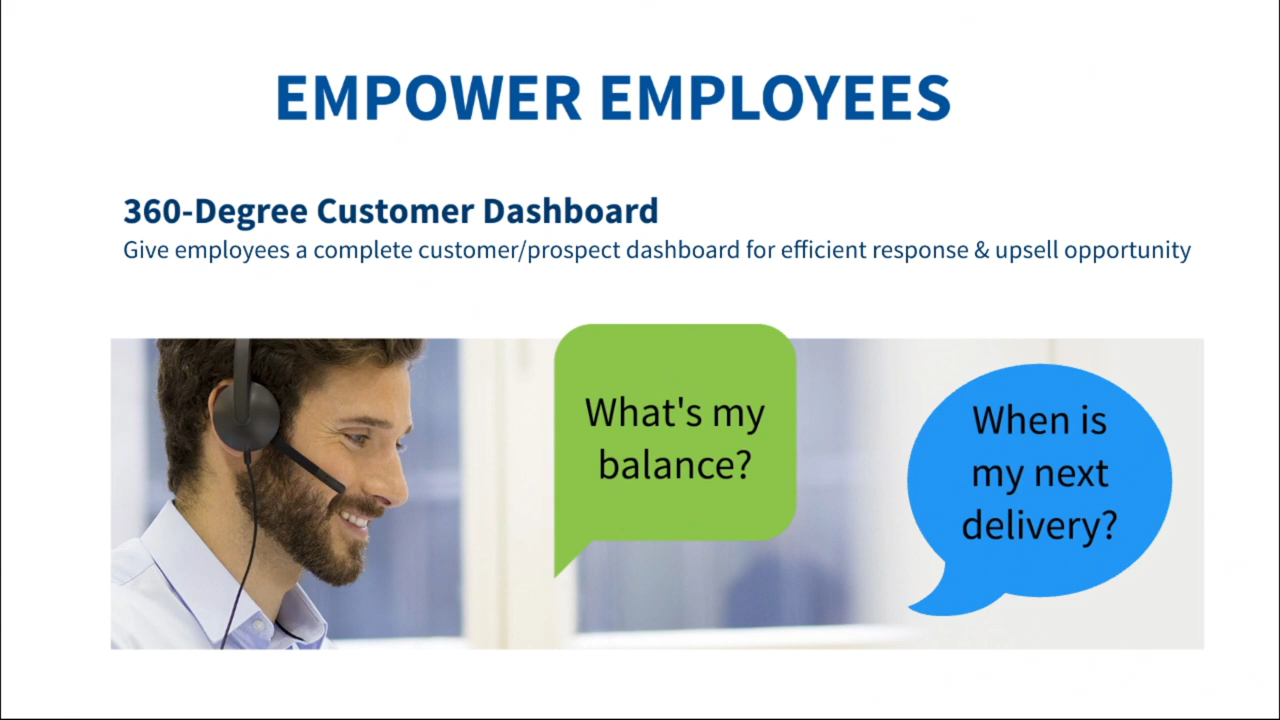 EMPOWER EMPLOYEES
360-Degree Customer Dashboard
Give employees a complete customer/prospect dashboard for efficient response & upsell opportunity
What's my
balance?
When is
my next
delivery?